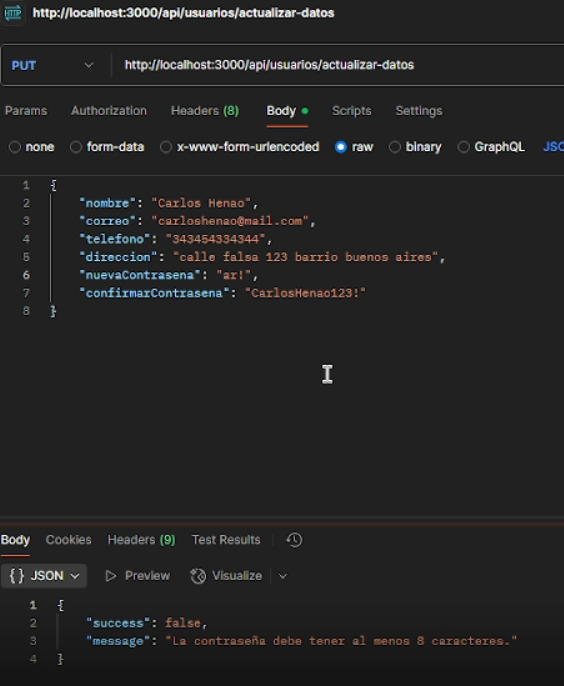 HTTP http://localhost:3000/api/usuarios/actualizar-datos
PUT http://localhost:3000/api/usuarios/actualizar-datos
Params Authorization Headers (8) Body Scripts Settings
none form-data x-www-form-urlencoded raw binary GraphQL JSO
1 {
2 "nombre": "Carlos Henao",
3 "correo": "carloshenao@mail.com",
4 "telefono": "343454334344",
5 "direccion": "calle falsa 123 barrio buenos aires",
6 "nuevaContrasena": "ar!",
7 "confirmarContrasena": "CarlosHenao123!"
8 }
Body Cookies Headers (9) Test Results
{} JSON Preview Visualize
1 {
2 "success": false,
3 "message": "La contraseña debe tener al menos 8 caracteres."
4 }